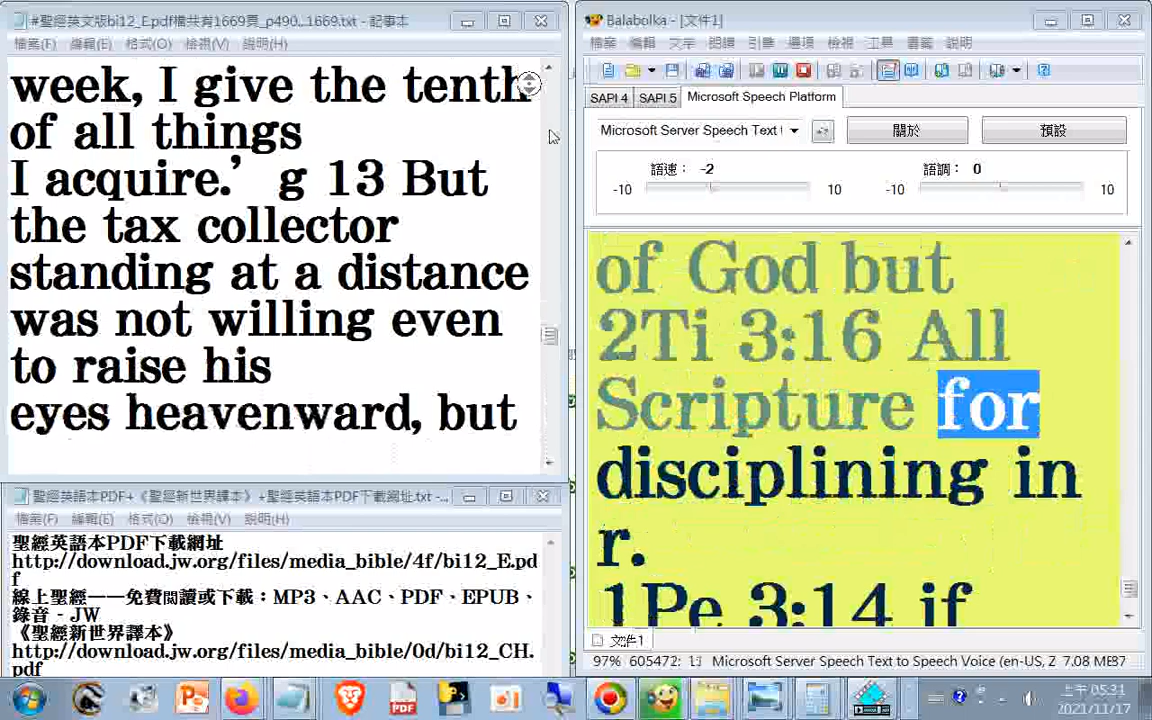 #聖經英文版bi12_E.pdf檔共有1669頁_p490...1669.txt - 記事本
檔案(F) 編輯(E) 格式(O) 檢視(V) 說明(H)
week, I give the tenth
of all things
I acquire.’ g 13 But
the tax collector
standing at a distance
was not willing even
to raise his
eyes heavenward, but
聖經英語本PDF+《聖經新世界譯本》+聖經英語本PDF下載網址.txt -...
檔案(F) 編輯(E) 格式(O) 檢視(V) 說明(H)
聖經英語本PDF下載網址
http://download.jw.org/files/media_bible/4f/bi12_E.pd
f
線上聖經——免費閱讀或下載：MP3、AAC、PDF、EPUB、
錄音 - JW
《聖經新世界譯本》
http://download.jw.org/files/media_bible/0d/bi12_CH.
pdf
Balabolka - [文件1]
檔案 編輯 文字 朗讀 引擎 選項 檢視 工具 書籤 說明
SAPI 4 SAPI 5 Microsoft Speech Platform
Microsoft Server Speech Text 關於 預設
語速： -2 語調： 0
-10 10 -10 10
of God but
2Ti 3:16 All
Scripture for
disciplining in
r.
1Pe 3:14 if
文件1
97% 605472: Microsoft Server Speech Text to Speech Voice (en-US, Z 7.08 MB
上午 05:31
2021/11/17